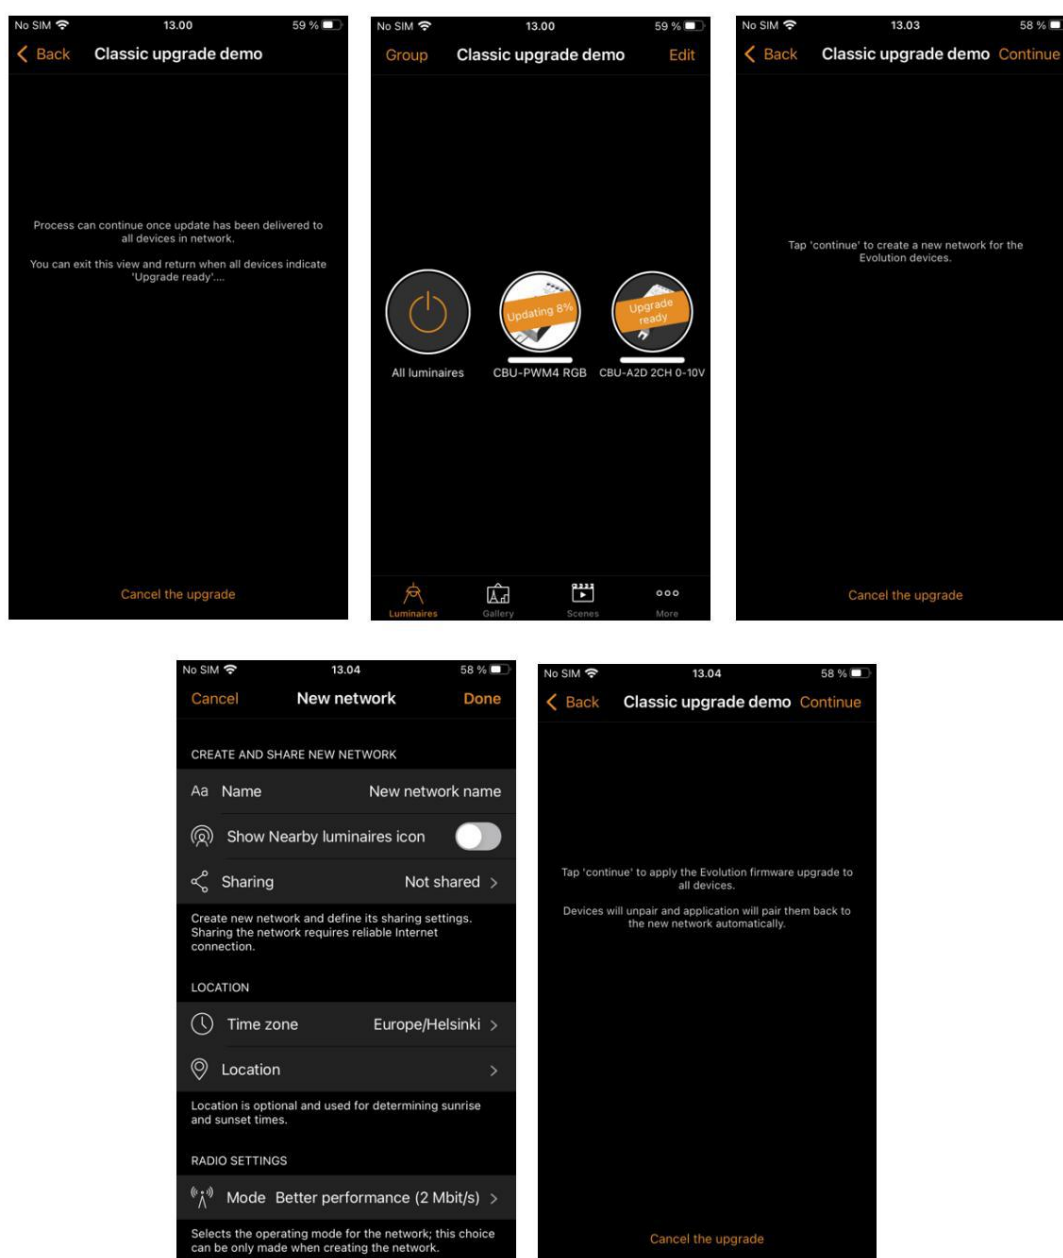 No SIM 13.00 59 %
Back Classic upgrade demo
Process can continue once update has been delivered to
all devices in network.
You can exit this view and return when all devices indicate
'Upgrade ready'....
Cancel the upgrade
No SIM 13.00 59 %
Group Classic upgrade demo Edit
Updating 8%
Upgrade
ready
All luminaires CBU-PWM4 RGB CBU-A2D 2CH 0-10V
Luminaires Gallery Scenes More
No SIM 13.03 58 %
Back Classic upgrade demo Continue
Tap 'continue' to create a new network for the
Evolution devices.
Cancel the upgrade
No SIM 13.04 58 %
Cancel New network Done
CREATE AND SHARE NEW NETWORK
Aa Name New network name
Show Nearby luminaires icon
Sharing Not shared >
Create new network and define its sharing settings.
Sharing the network requires reliable Internet
connection.
LOCATION
Time zone Europe/Helsinki >
Location >
Location is optional and used for determining sunrise
and sunset times.
RADIO SETTINGS
Mode Better performance (2 Mbit/s) >
Selects the operating mode for the network; this choice
can be only made when creating the network.
No SIM 13.04 58 %
Back Classic upgrade demo Continue
Tap 'continue' to apply the Evolution firmware upgrade to
all devices.
Devices will unpair and application will pair them back to
the new network automatically.
Cancel the upgrade